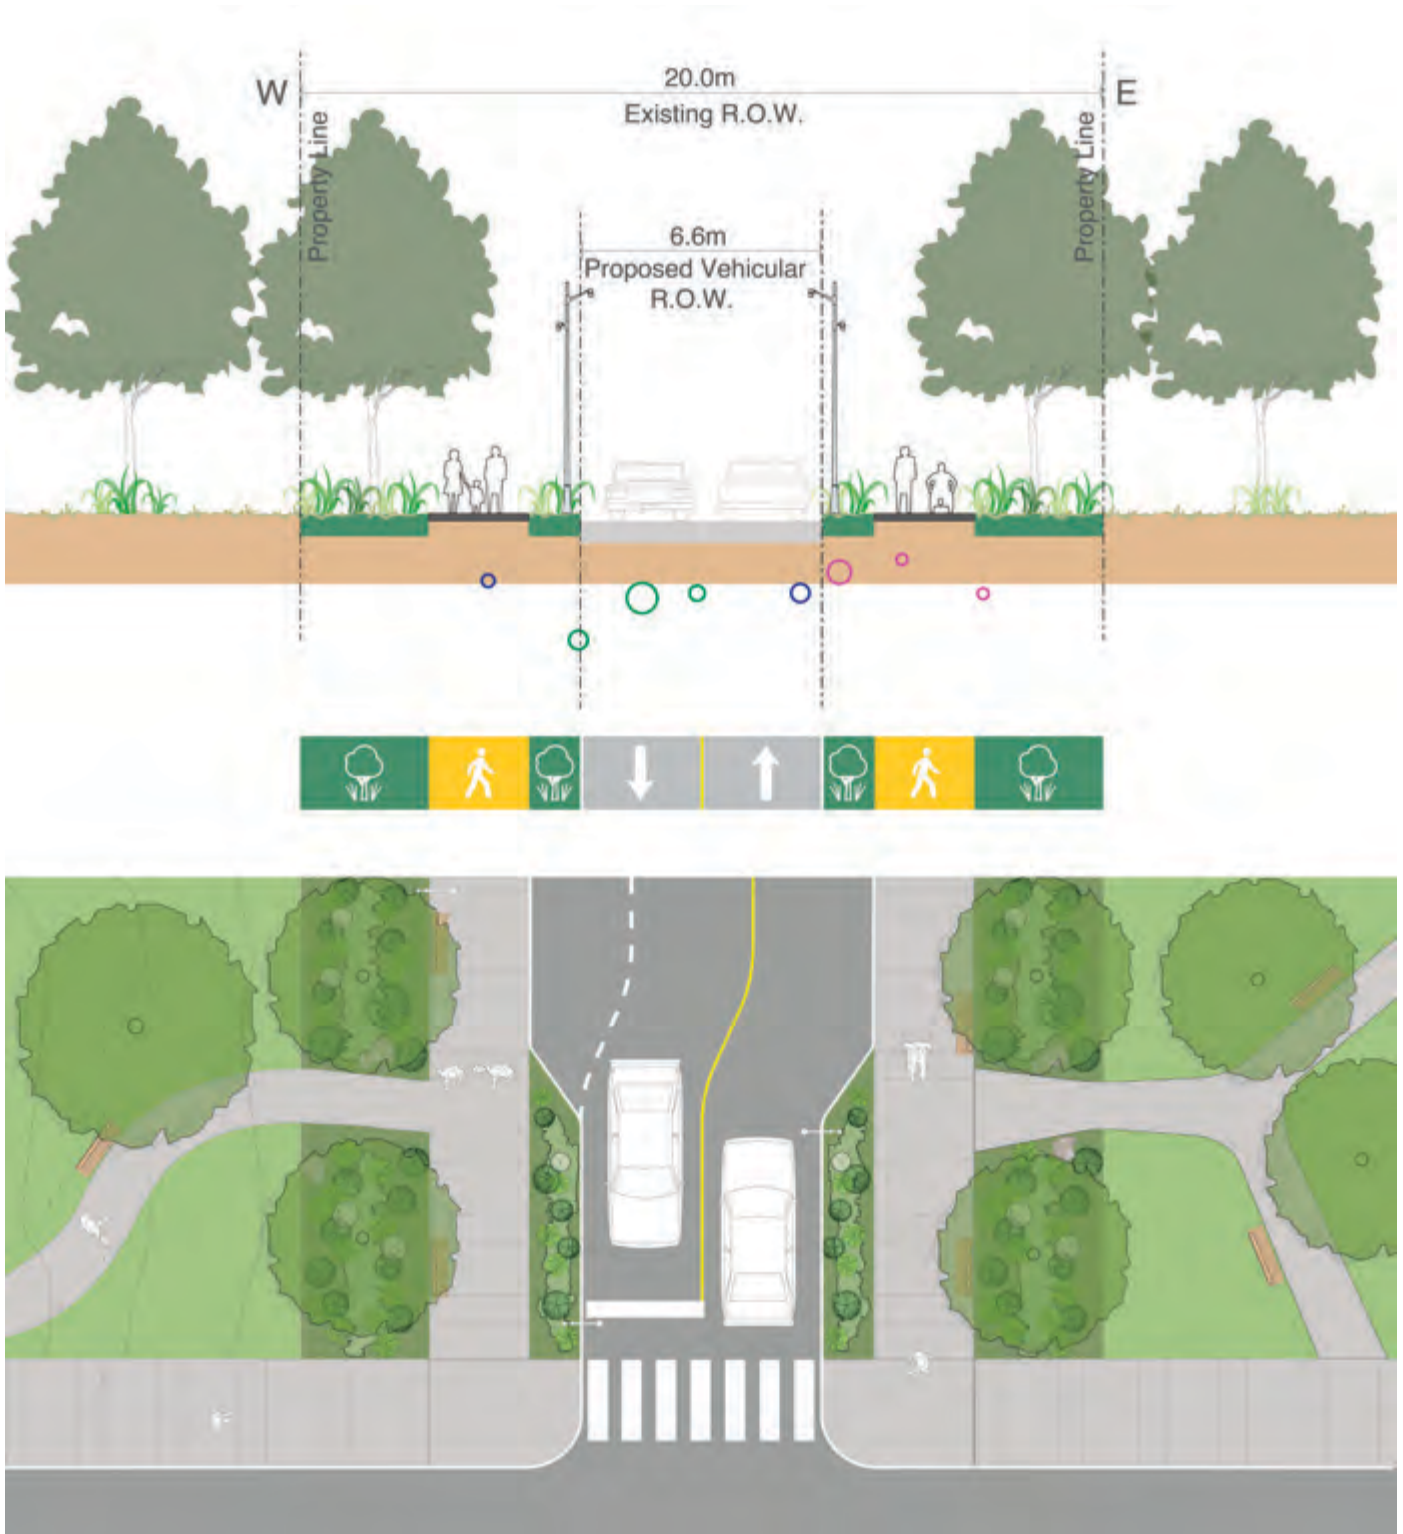 W
20.0m
E
Existing R.O.W.
Property Line
Property Line
6.6m
Proposed Vehicular
R.O.W.